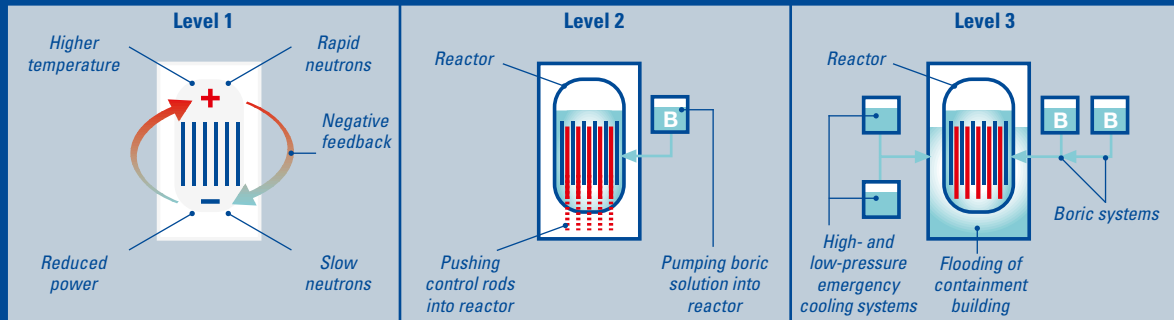 Level 1
Higher
temperature
Rapid
neutrons
+
Negative
feedback
–
Reduced
power
Slow
neutrons
Level 2
Reactor
B
Pushing
control rods
into reactor
Pumping boric
solution into
reactor
Level 3
Reactor
B B
Boric systems
High- and
low-pressure
emergency
cooling systems
Flooding of
containment
building